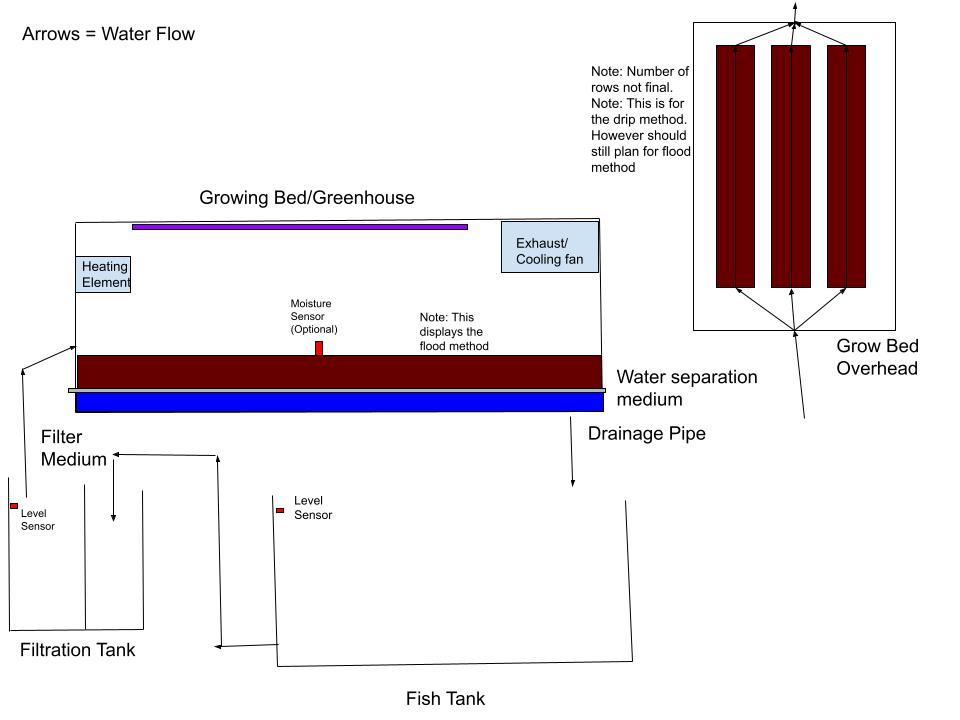 Arrows = Water Flow
Note: Number of
rows not final.
Note: This is for
the drip method.
However should
still plan for flood
method
Growing Bed/Greenhouse
Exhaust/
Cooling fan
Heating
Element
Moisture
Sensor
(Optional)
Note: This
displays the
flood method
Grow Bed
Overhead
Water separation
medium
Drainage Pipe
Filter
Medium
Level
Sensor
Level
Sensor
Filtration Tank
Fish Tank